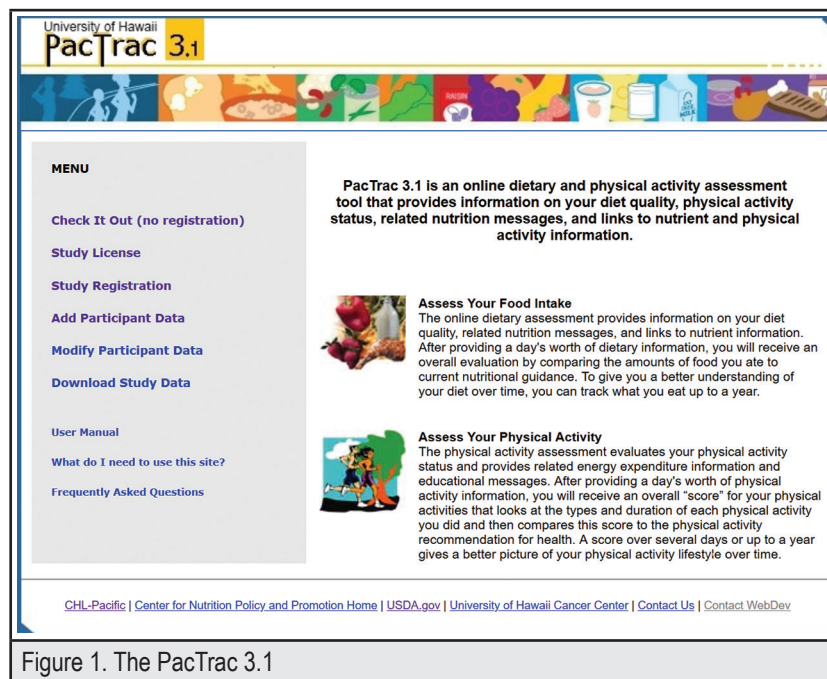 University of Hawaii
PacTrac 3.1
RAISIN
FAT
FREE
MILK
MENU
Check It Out (no registration)
Study License
Study Registration
Add Participant Data
Modify Participant Data
Download Study Data
User Manual
What do I need to use this site?
Frequently Asked Questions
PacTrac 3.1 is an online dietary and physical activity assessment
tool that provides information on your diet quality, physical activity
status, related nutrition messages, and links to nutrient and physical
activity information.
Assess Your Food Intake
The online dietary assessment provides information on your diet
quality, related nutrition messages, and links to nutrient information.
After providing a day's worth of dietary information, you will receive an
overall evaluation by comparing the amounts of food you ate to
current nutritional guidance. To give you a better understanding of
your diet over time, you can track what you eat up to a year.
Assess Your Physical Activity
The physical activity assessment evaluates your physical activity
status and provides related energy expenditure information and
educational messages. After providing a day's worth of physical
activity information, you will receive an overall “score” for your physical
activities that looks at the types and duration of each physical activity
you did and then compares this score to the physical activity
recommendation for health. A score over several days or up to a year
gives a better picture of your physical activity lifestyle over time.
CHL-Pacific | Center for Nutrition Policy and Promotion Home | USDA.gov | University of Hawaii Cancer Center | Contact Us | Contact WebDev
Figure 1. The PacTrac 3.1